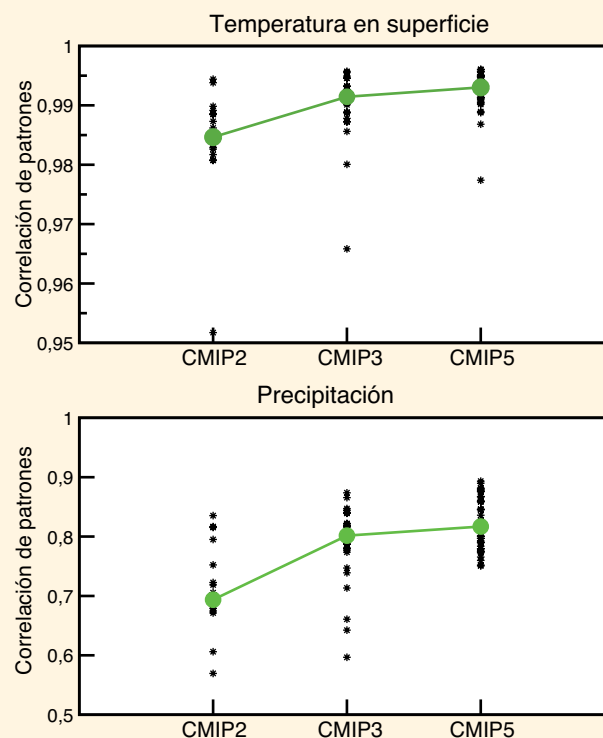 Temperatura en superficie
Correlación de patrones
1
0,99
0,98
0,97
0,96
0,95
CMIP2 CMIP3 CMIP5
Precipitación
Correlación de patrones
1
0,9
0,8
0,7
0,6
0,5
CMIP2 CMIP3 CMIP5